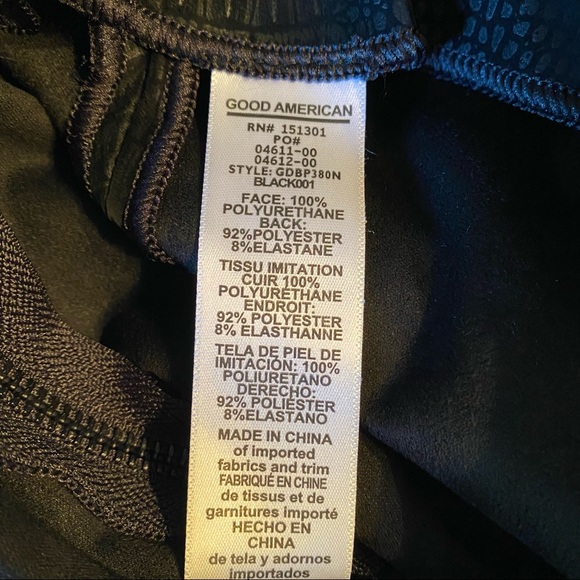 GOOD AMERICAN
RN# 151301
PO#
04611-00
04612-00
STYLE: GDBP380N
BLACK001
FACE: 100%
POLYURETHANE
BACK:
92%POLYESTER
8%ELASTANE
TISSU IMITATION
CUIR 100%
POLYURÉTHANE
ENDROIT:
92% POLYESTER
8% ELASTHANNE
TELA DE PIEL DE
IMITACIÓN: 100%
POLIURETANO
DERECHO:
92% POLIÉSTER
8%ELASTANO
MADE IN CHINA
of imported
fabrics and trim
FABRIQUÉ EN CHINE
de tissus et de
garnitures importé
HECHO EN
CHINA
de tela y adornos
importados